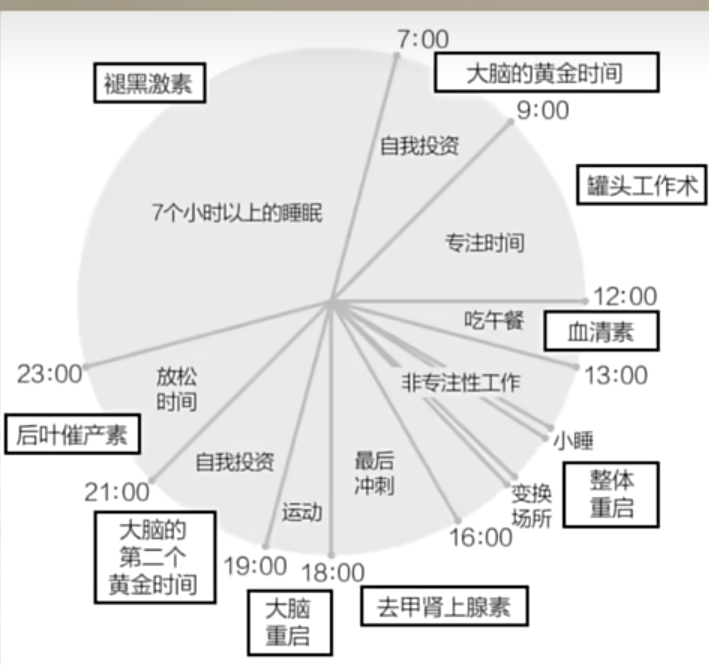 7:00
褪黑激素
大脑的黄金时间
9:00
自我投资
罐头工作术
7个小时以上的睡眠
专注时间
12:00
吃午餐
血清素
23:00
放松
时间
非专注性工作
13:00
后叶催产素
小睡
自我投资
最后
冲刺
整体
重启
21:00
变换
场所
运动
16:00
大脑的
第二个
黄金时间
19:00
18:00
大脑
重启
去甲肾上腺素